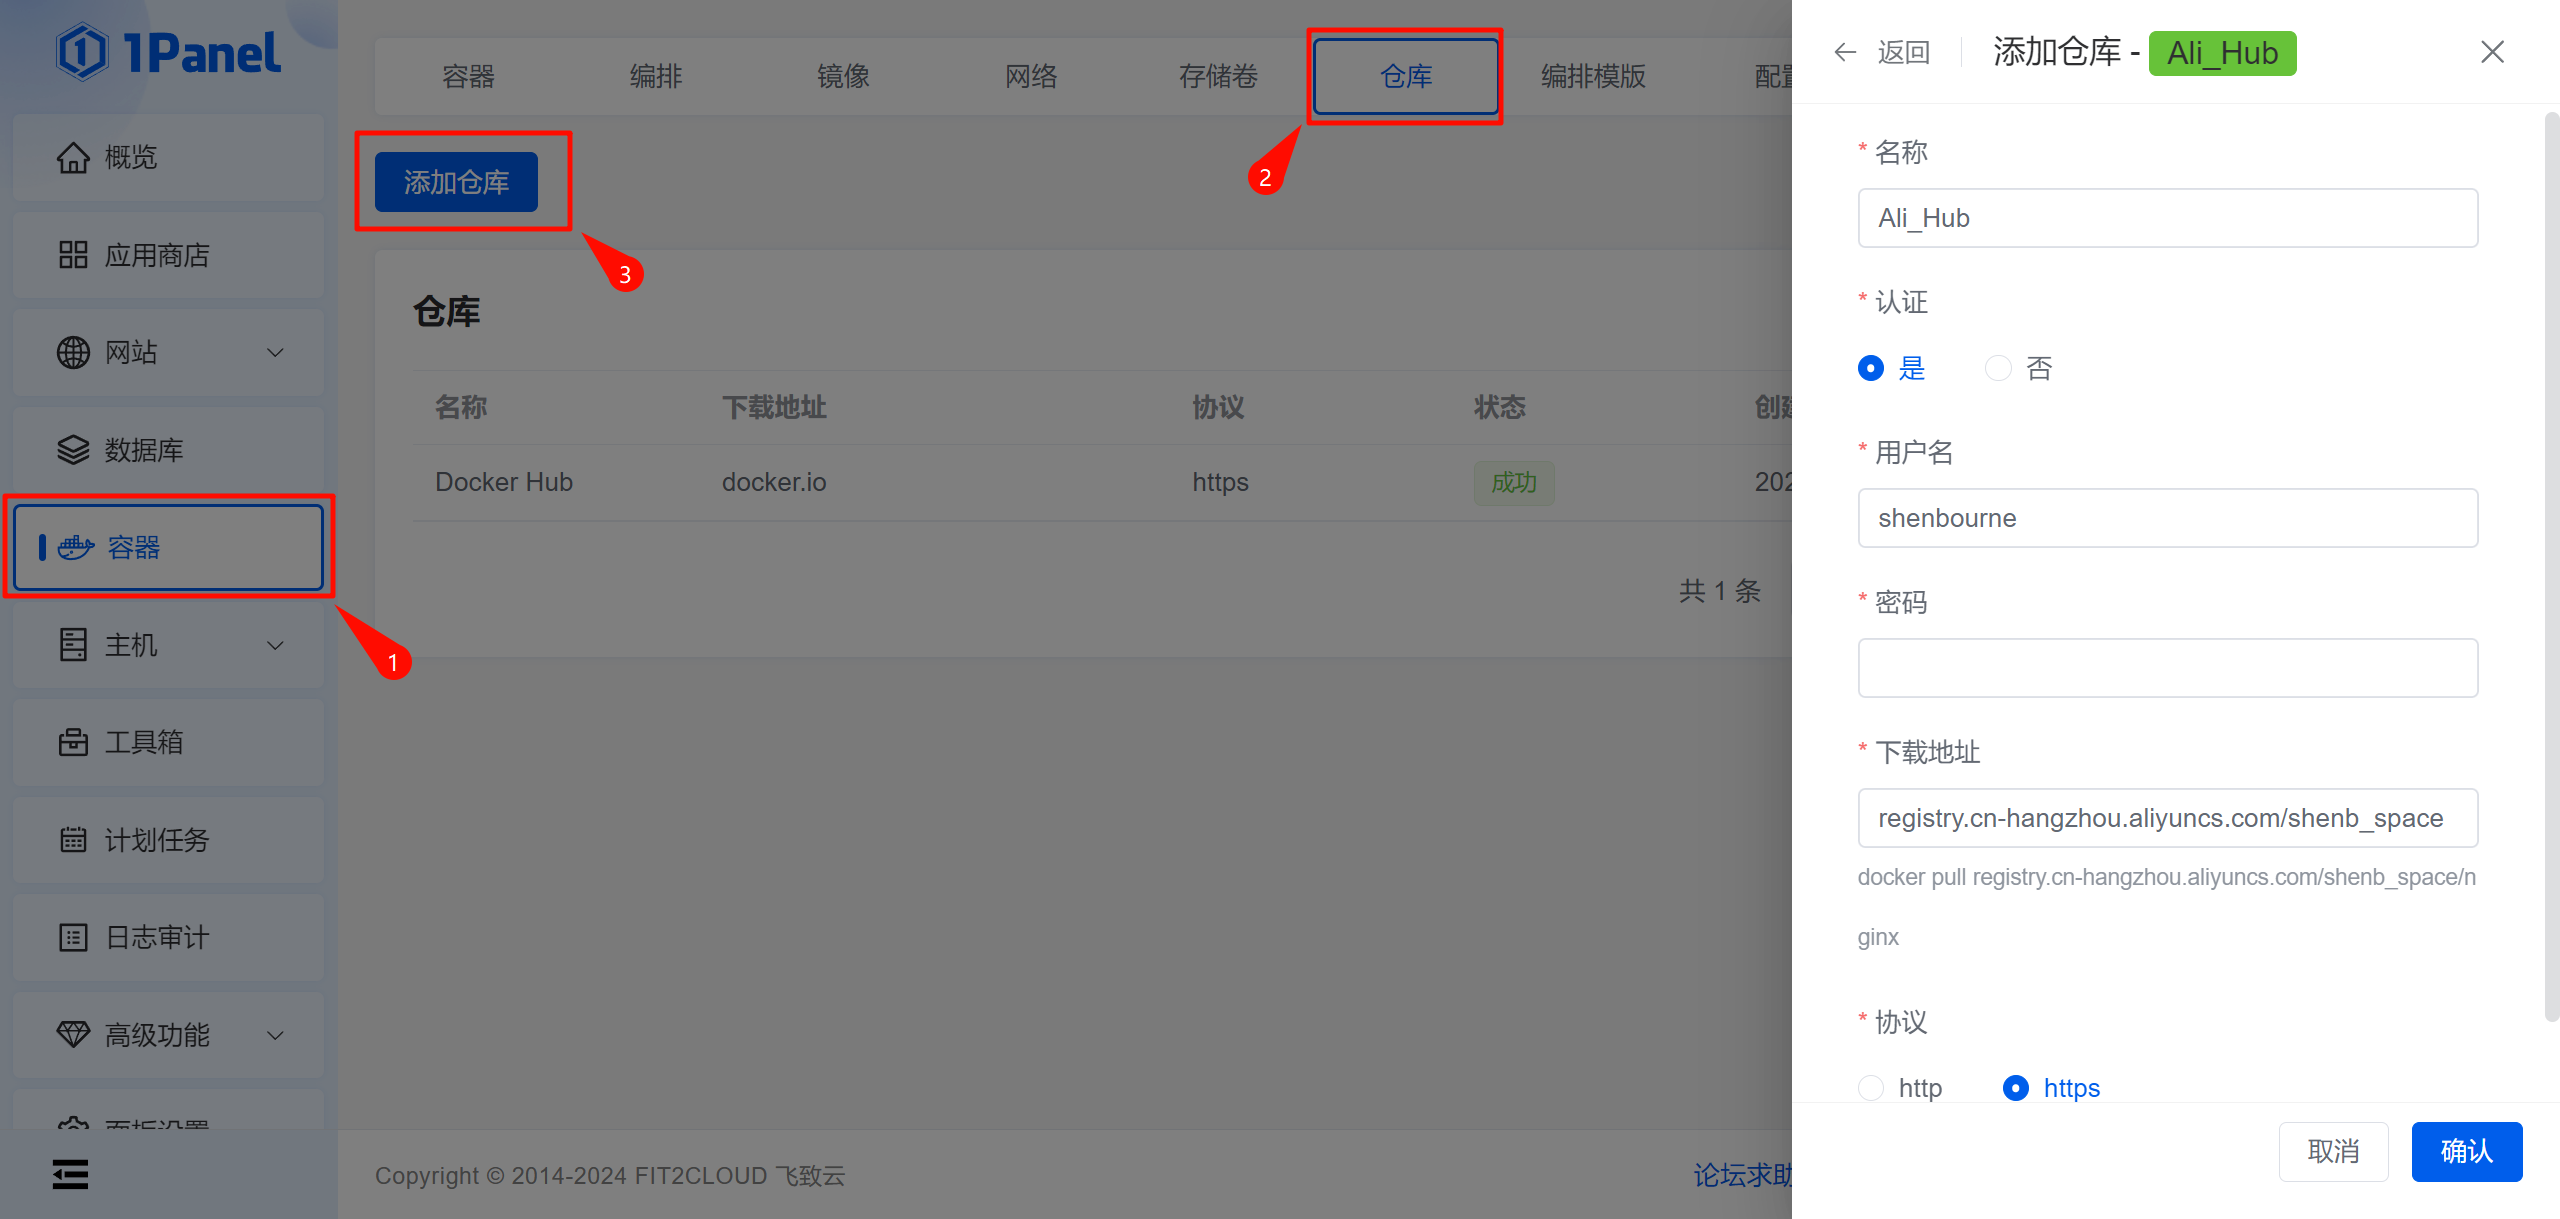 1Panel
概览
应用商店
网站
数据库
容器
主机
工具箱
计划任务
日志审计
高级功能
面板设置
容器 编排 镜像 网络 存储卷 仓库 编排模版 配置
添加仓库
1
2
3
仓库
名称 下载地址 协议 状态 创建
Docker Hub docker.io https 成功 202
共 1 条
Copyright © 2014-2024 FIT2CLOUD 飞致云
论坛求助
返回 添加仓库 - Ali_Hub
* 名称
Ali_Hub
* 认证
是 否
* 用户名
shenbourne
* 密码
* 下载地址
registry.cn-hangzhou.aliyuncs.com/shenb_space
docker pull registry.cn-hangzhou.aliyuncs.com/shenb_space/n
ginx
* 协议
http https
取消 确认